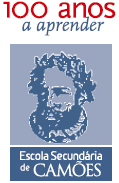 100 anos
a aprender
Escola Secundária
de CAMÕES